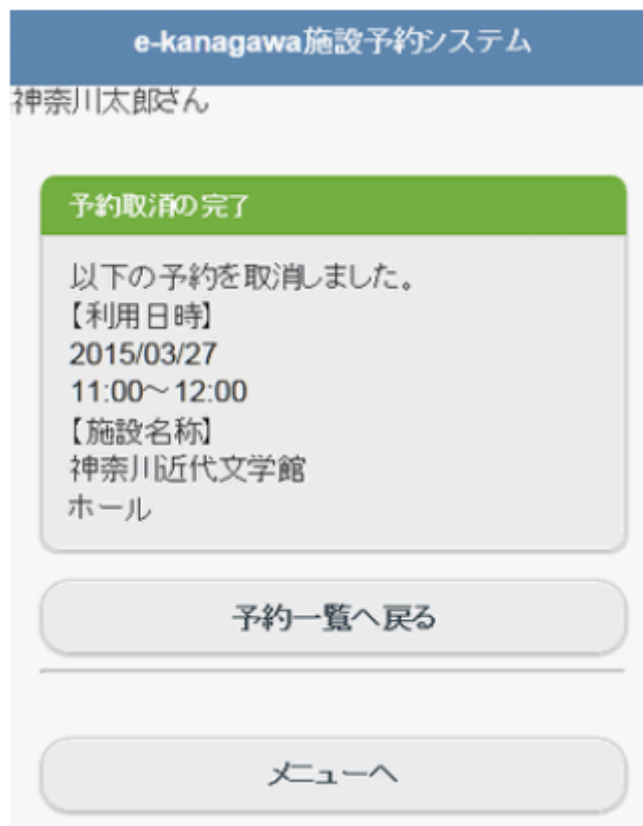 e-kanagawa施設予約システム
神奈川太郎さん
予約取消の完了
以下の予約を取消しました。
【利用日時】
2015/03/27
11:00～12:00
【施設名称】
神奈川近代文学館
ホール
予約一覧へ戻る
メニューへ